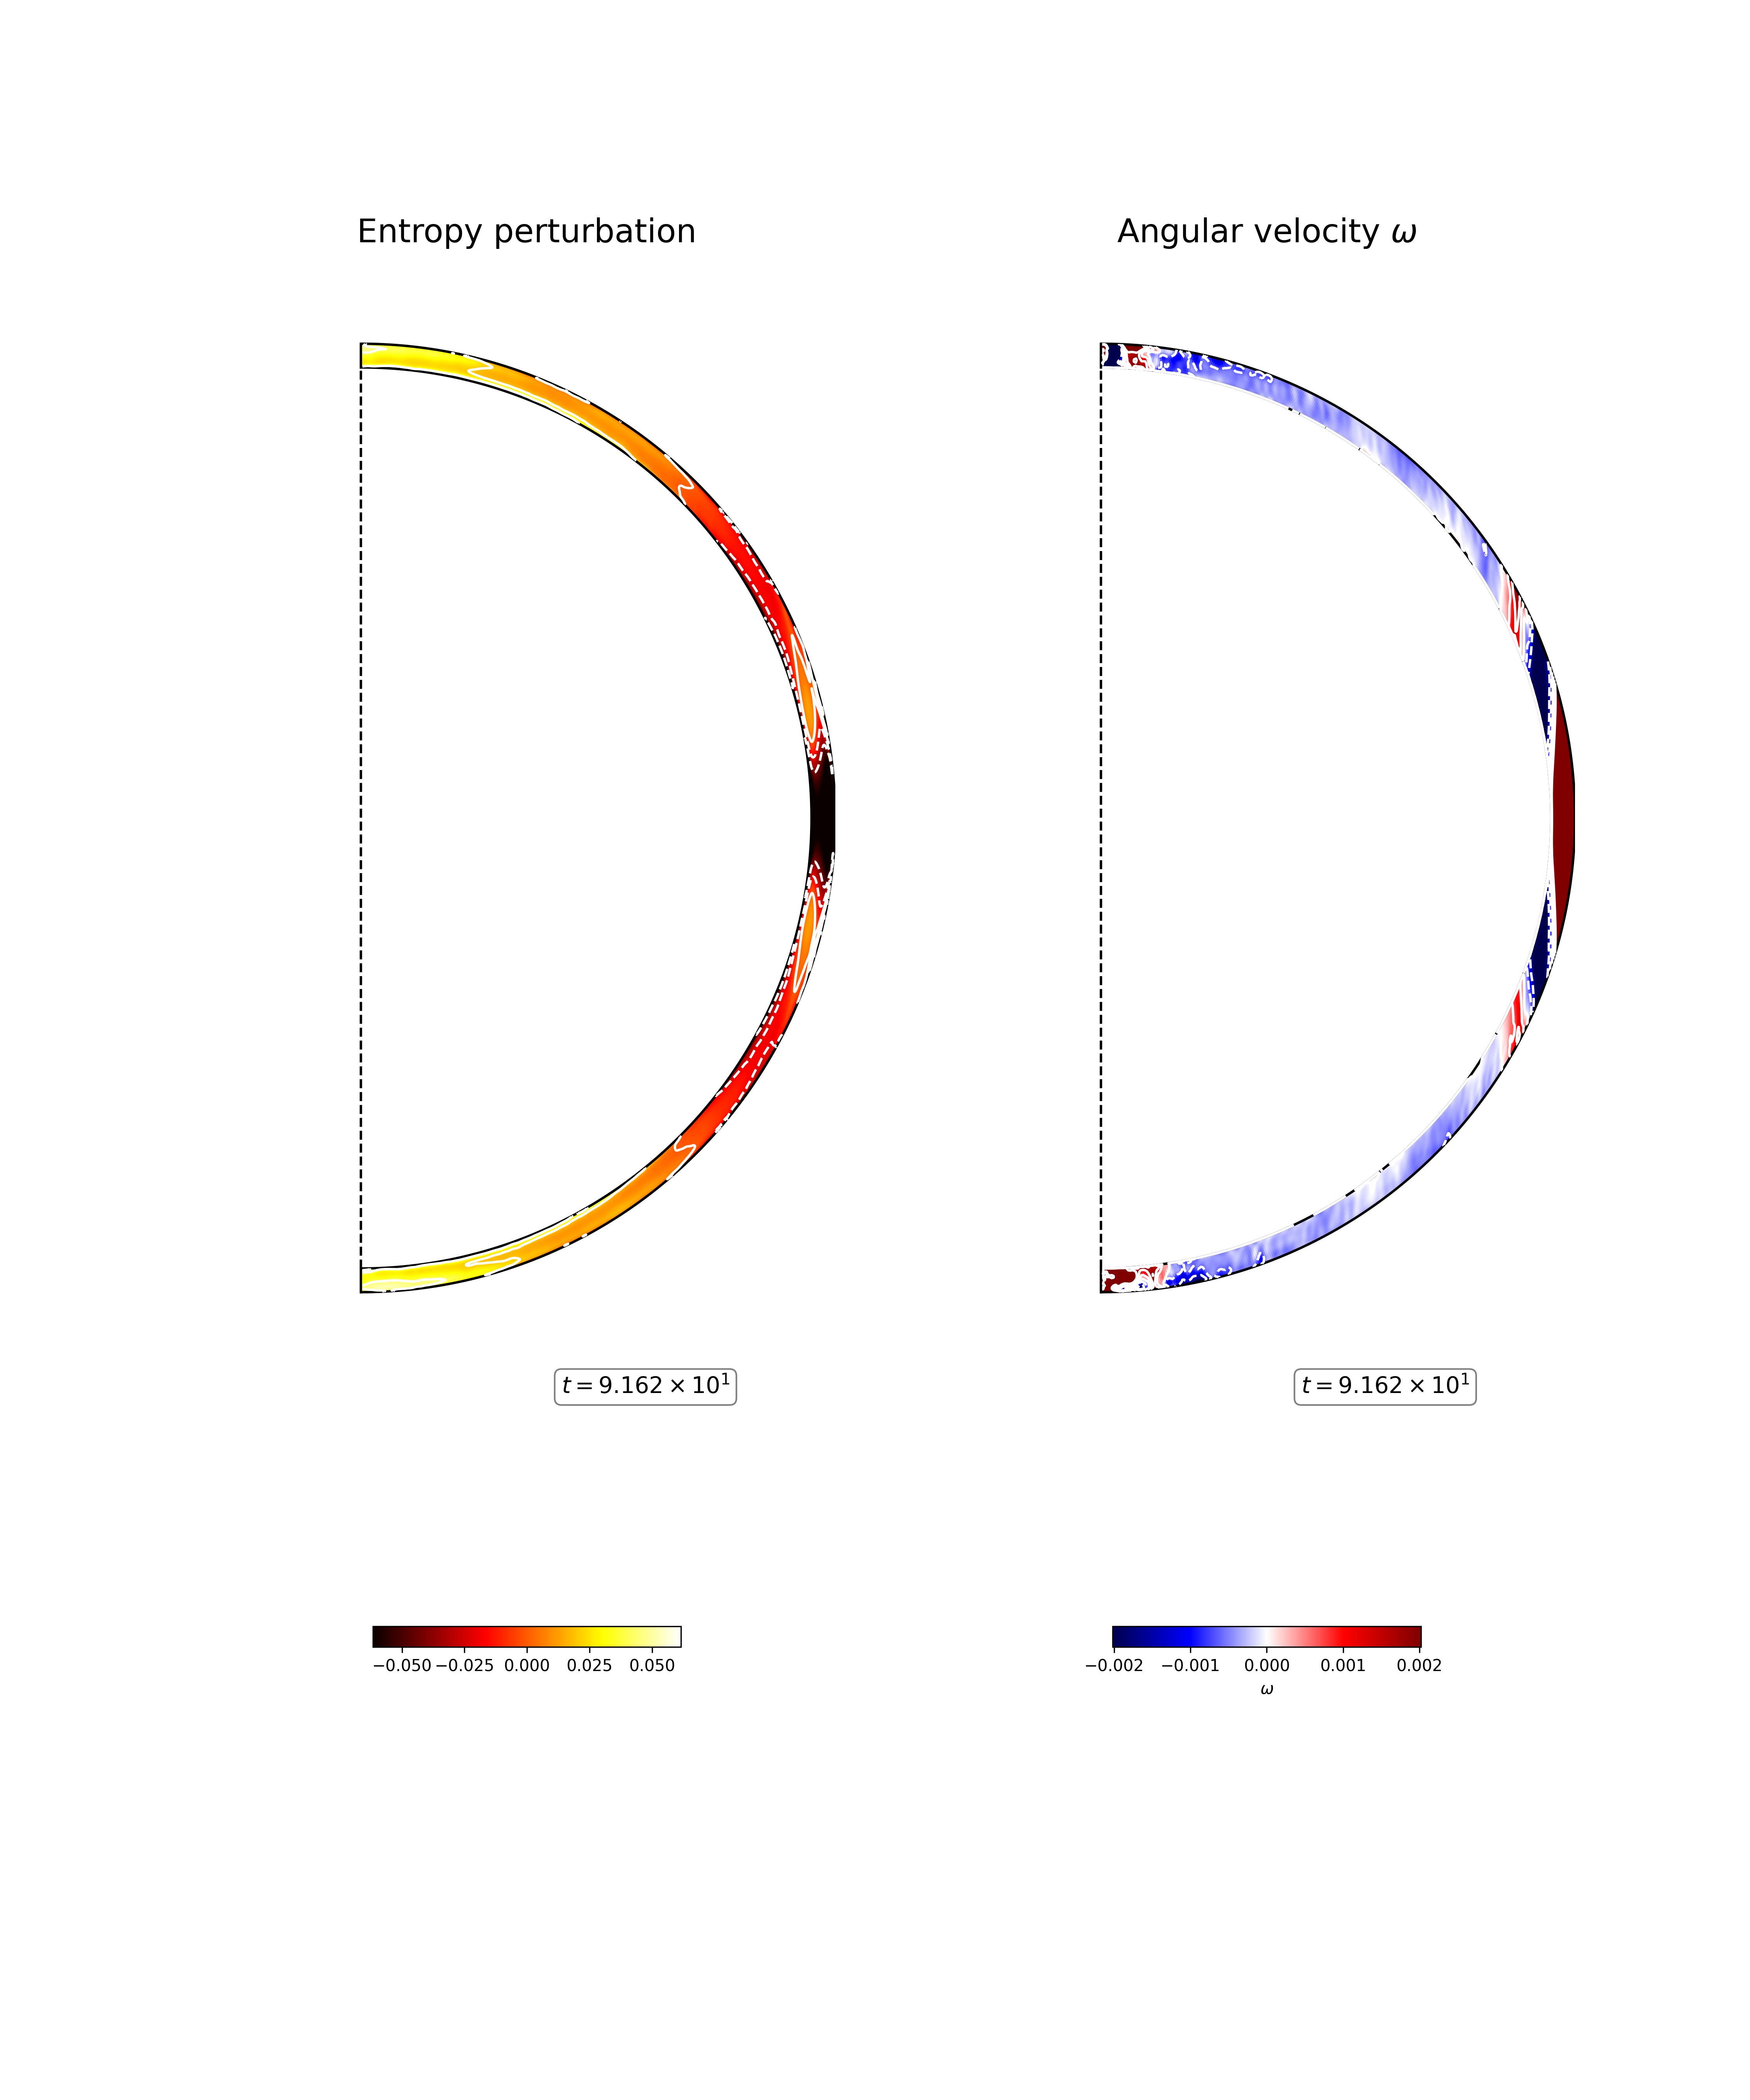 Entropy perturbation
Angular velocity ω
t = 9.162 × 10¹
t = 9.162 × 10¹
−0.050 −0.025 0.000 0.025 0.050
−0.002 −0.001 0.000 0.001 0.002
ω